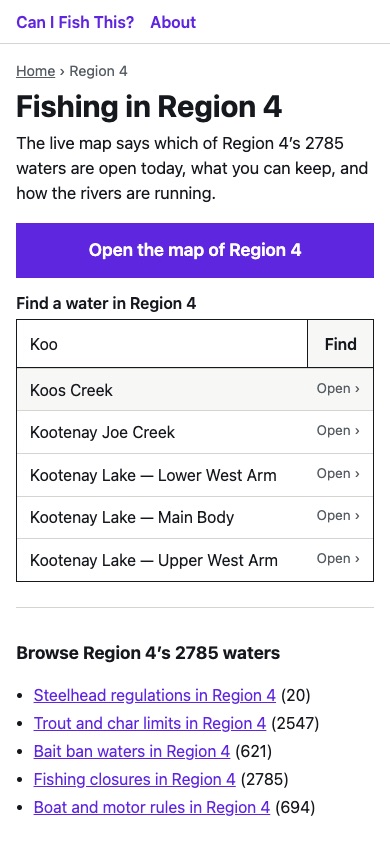 Can I Fish This? About
Home › Region 4
Fishing in Region 4
The live map says which of Region 4’s 2785
waters are open today, what you can keep, and
how the rivers are running.
Open the map of Region 4
Find a water in Region 4
Koo Find
Koos Creek Open ›
Kootenay Joe Creek Open ›
Kootenay Lake — Lower West Arm Open ›
Kootenay Lake — Main Body Open ›
Kootenay Lake — Upper West Arm Open ›
Browse Region 4’s 2785 waters
• Steelhead regulations in Region 4 (20)
• Trout and char limits in Region 4 (2547)
• Bait ban waters in Region 4 (621)
• Fishing closures in Region 4 (2785)
• Boat and motor rules in Region 4 (694)